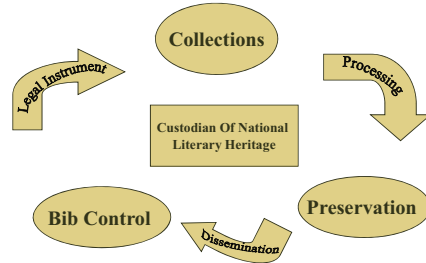 Collections
Legal Instrument
Processing
Custodian Of National
Literary Heritage
Bib Control
Preservation
Dissemination